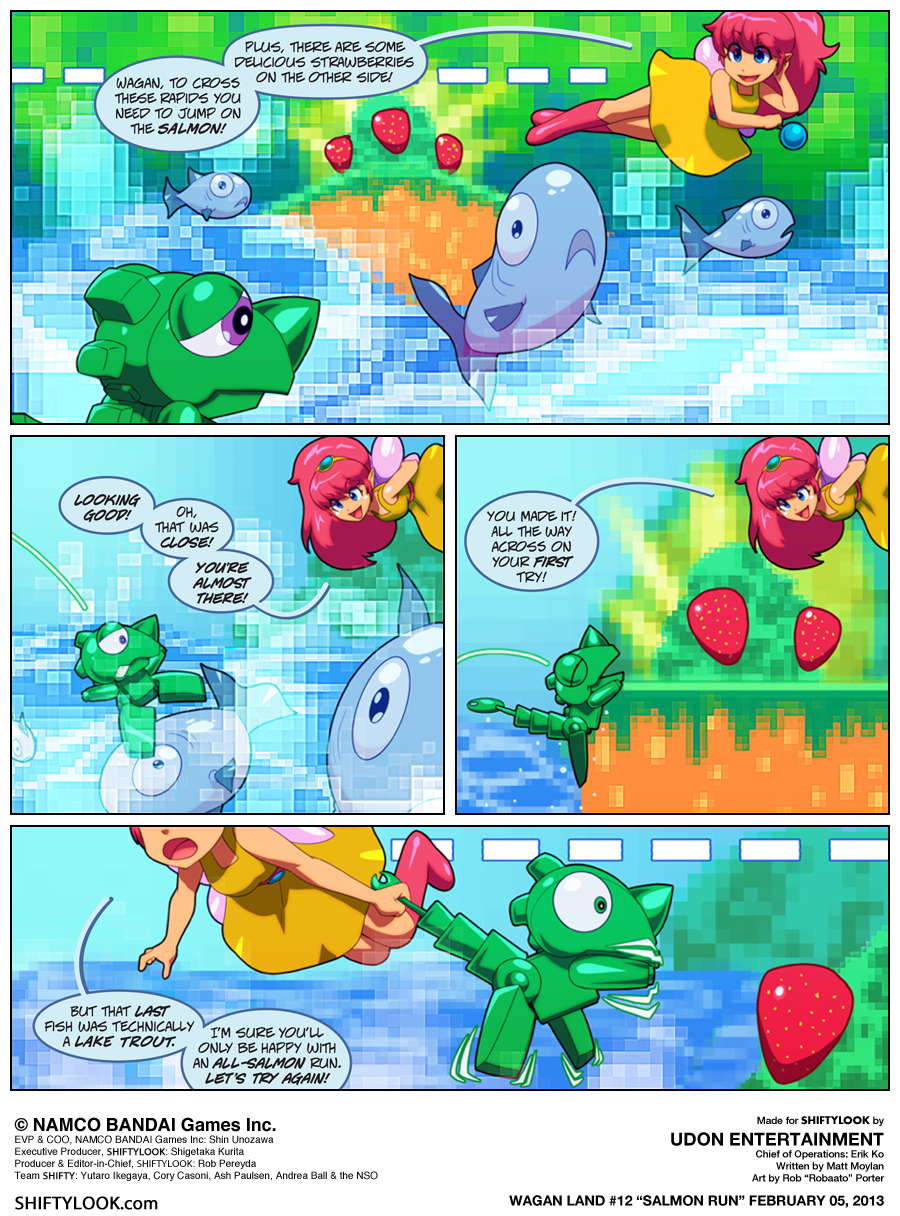 PLUS, THERE ARE SOME
DELICIOUS STRAWBERRIES
ON THE OTHER SIDE!
WAGAN, TO CROSS
THESE RAPIDS YOU
NEED TO JUMP ON
THE SALMON!
LOOKING
GOOD!
OH,
THAT WAS
CLOSE!
YOU'RE
ALMOST
THERE!
YOU MADE IT!
ALL THE WAY
ACROSS ON
YOUR FIRST
TRY!
BUT THAT LAST
FISH WAS TECHNICALLY
A LAKE TROUT.
I'M SURE YOU'LL
ONLY BE HAPPY WITH
AN ALL-SALMON RUN.
LET'S TRY AGAIN!
© NAMCO BANDAI Games Inc.
EVP & COO, NAMCO BANDAI Games Inc: Shin Unozawa
Executive Producer, SHIFTYLOOK: Shigetaka Kurita
Producer & Editor-in-Chief, SHIFTYLOOK: Rob Pereyda
Team SHIFTY: Yutaro Ikegaya, Cory Casoni, Ash Paulsen, Andrea Ball & the NSO
SHIFTYLOOK.com
Made for SHIFTYLOOK by
UDON ENTERTAINMENT
Chief of Operations: Erik Ko
Written by Matt Moylan
Art by Rob "Robaato" Porter
WAGAN LAND #12 "SALMON RUN" FEBRUARY 05, 2013